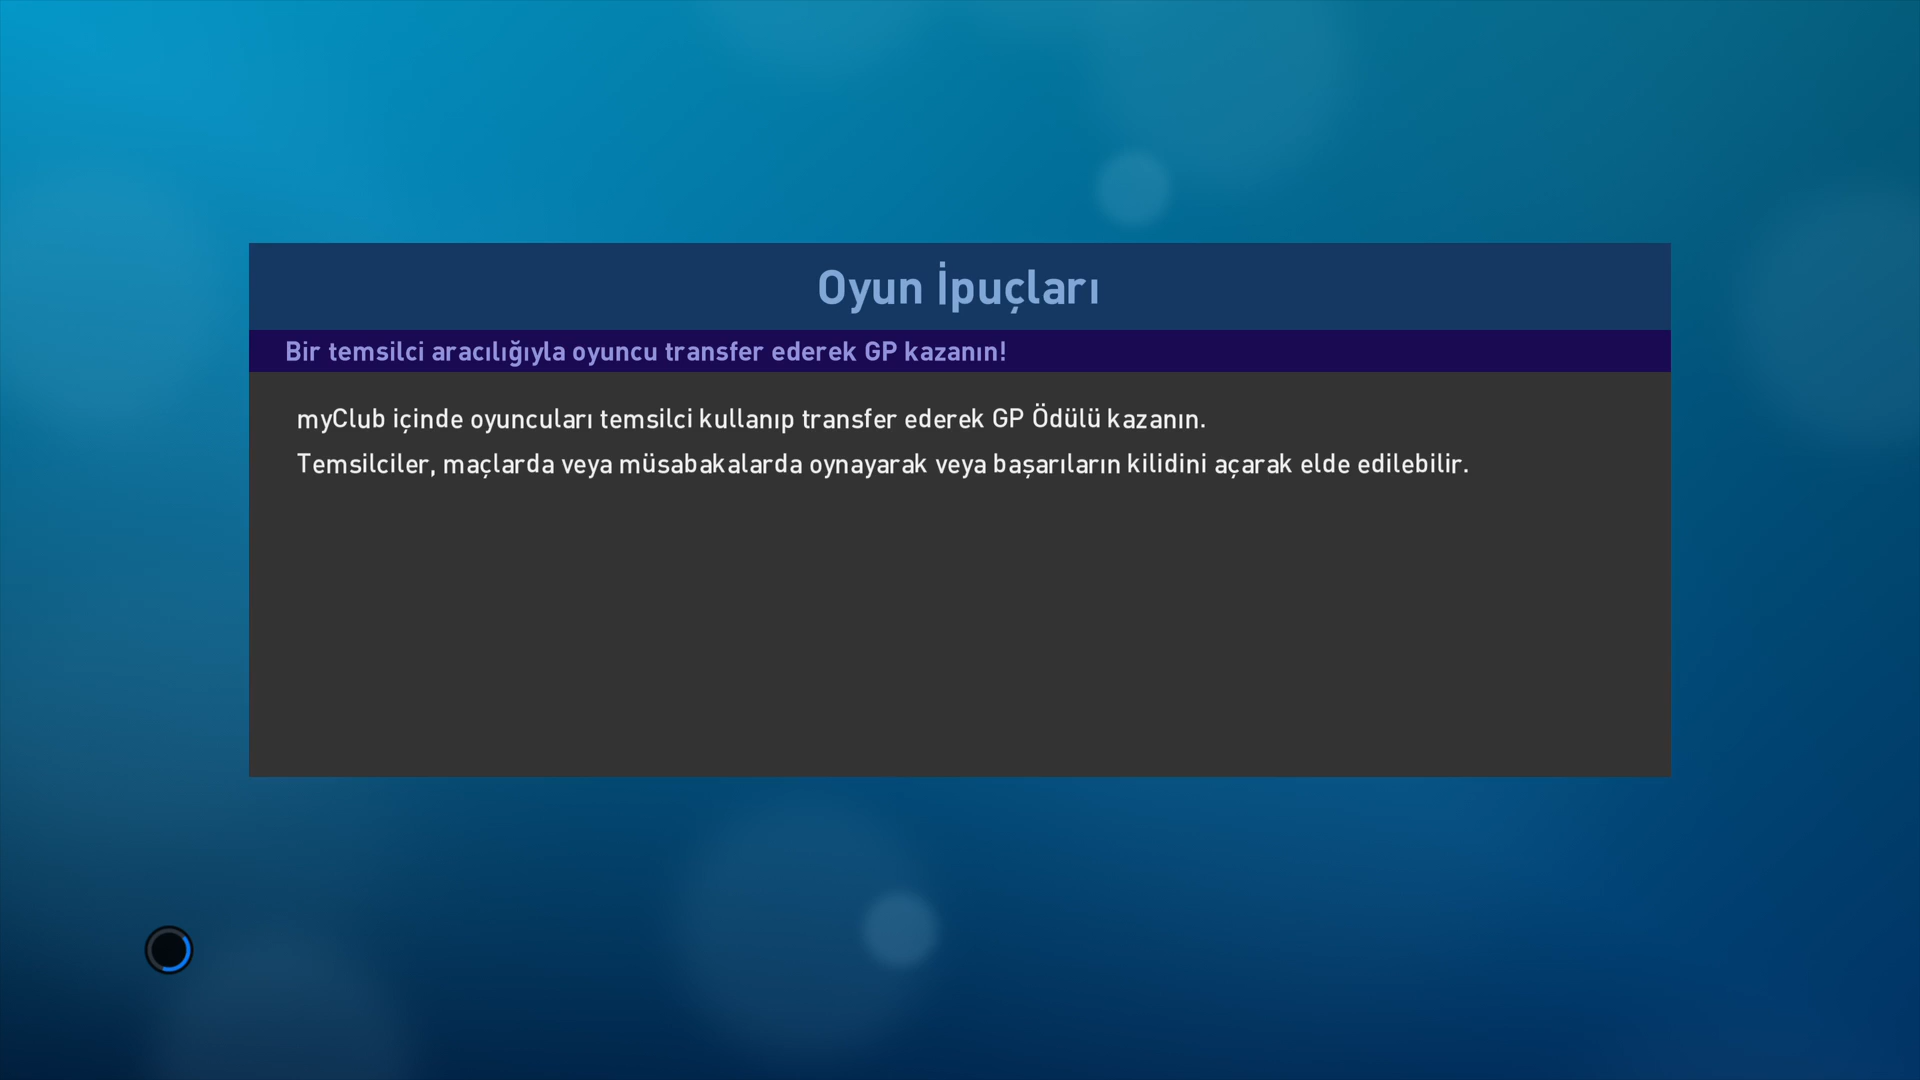 Oyun İpuçları
Bir temsilci aracılığıyla oyuncu transfer ederek GP kazanın!
myClub içinde oyuncuları temsilci kullanıp transfer ederek GP Ödülü kazanın.
Temsilciler, maçlarda veya müsabakalarda oynayarak veya başarıların kilidini açarak elde edilebilir.